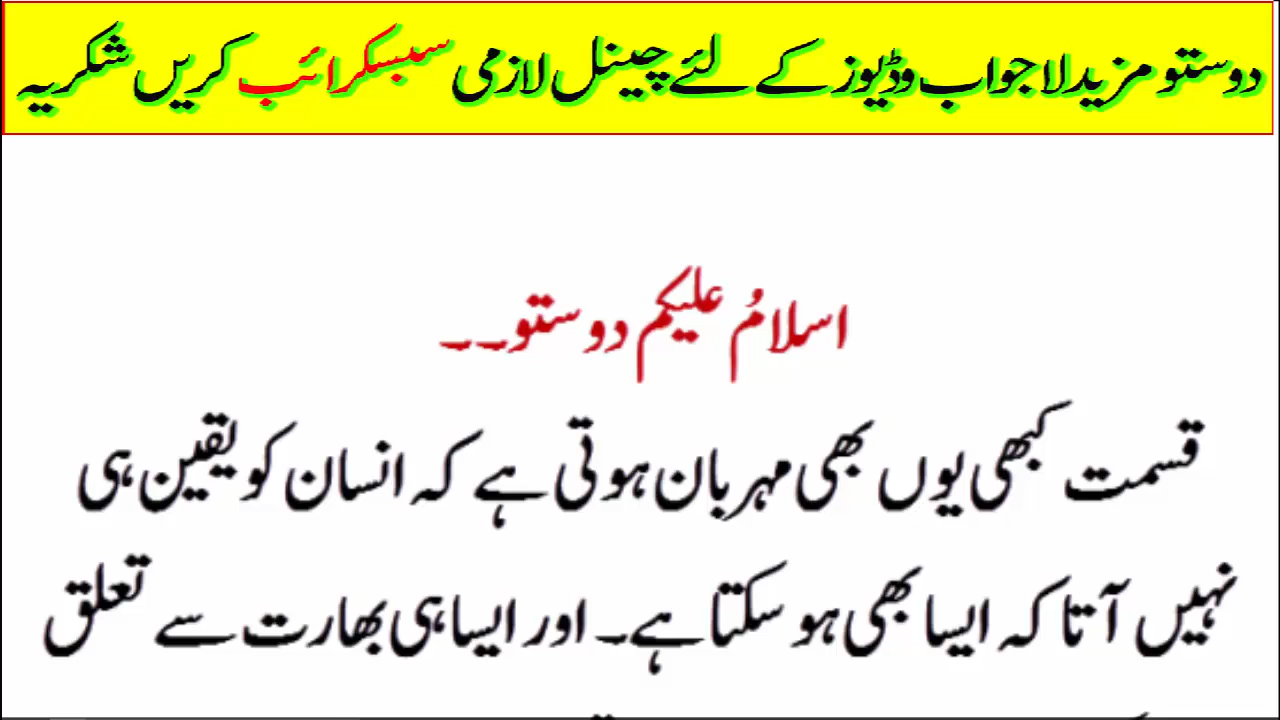 دوستو مزید لا جواب وڈیوز کے لئے چینل لازمی سبسکرائب کریں شکریہ
اسلامُ علیکم دوستو۔۔
قسمت کبھی یوں بھی مہربان ہوتی ہے کہ انسان کو یقین ہی
نہیں آتا کہ ایسا بھی ہو سکتا ہے۔ اور ایسا ہی بھارت سے تعلق